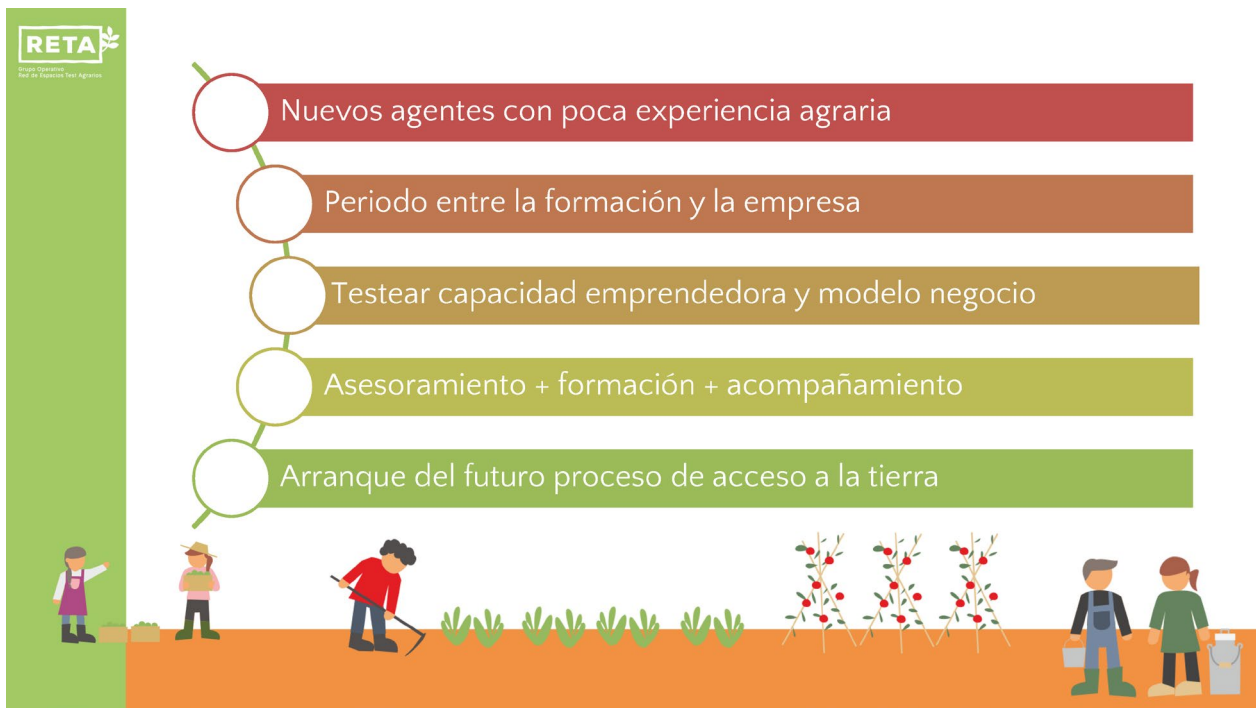 RETA
Grupo Operativo
Red de Espacios Test Agrarios
Nuevos agentes con poca experiencia agraria
Periodo entre la formación y la empresa
Testear capacidad emprendedora y modelo negocio
Asesoramiento + formación + acompañamiento
Arranque del futuro proceso de acceso a la tierra